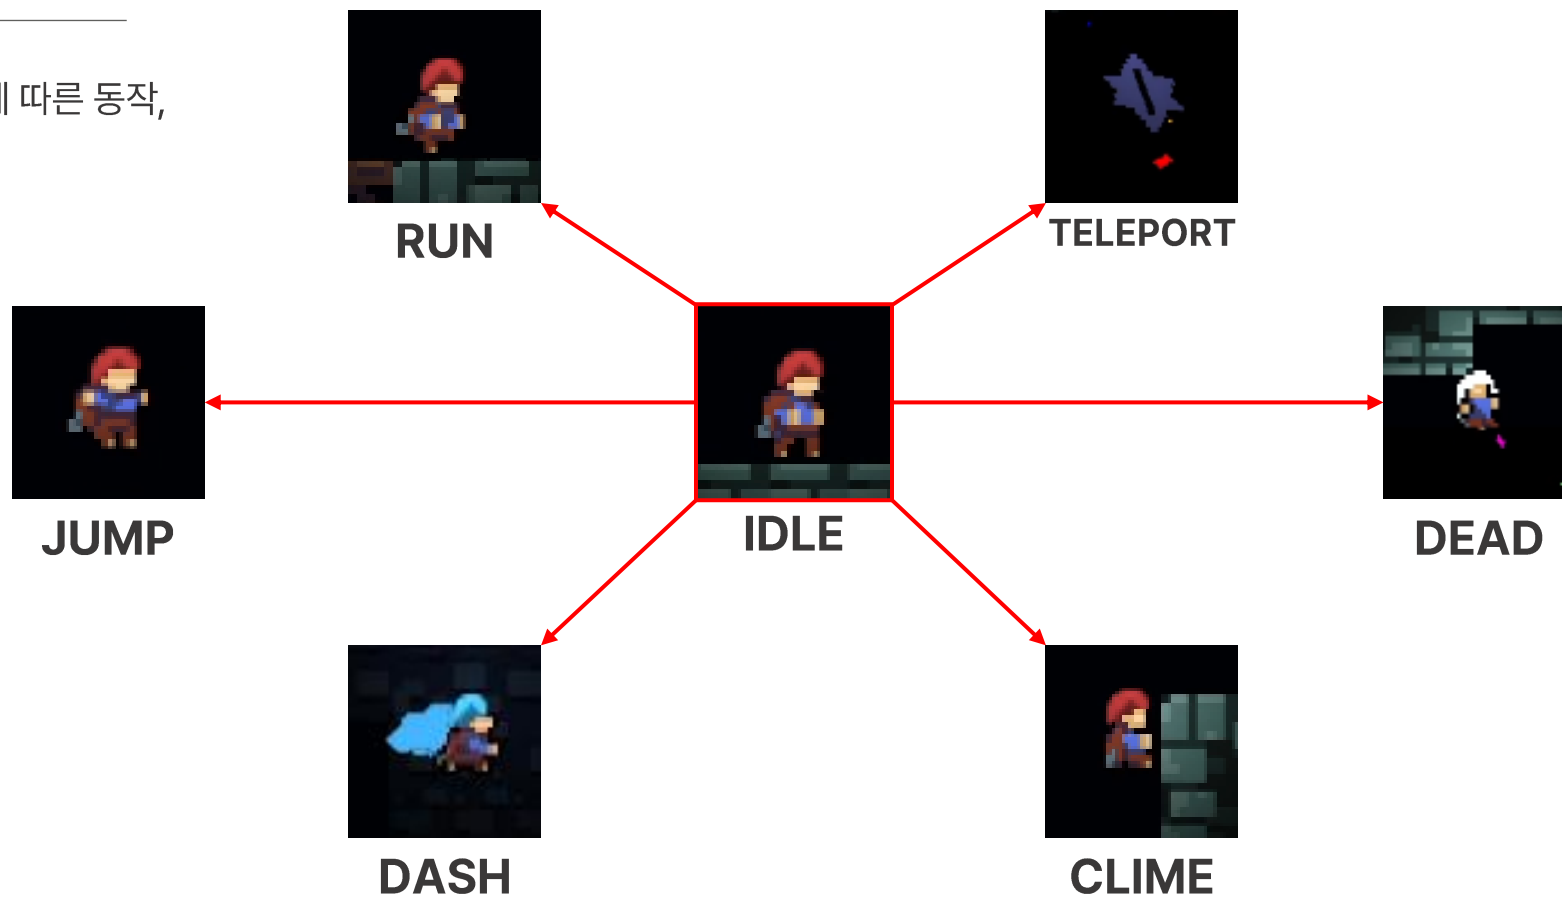 에 따른 동작,
RUN
TELEPORT
JUMP
IDLE
DEAD
DASH
CLIME